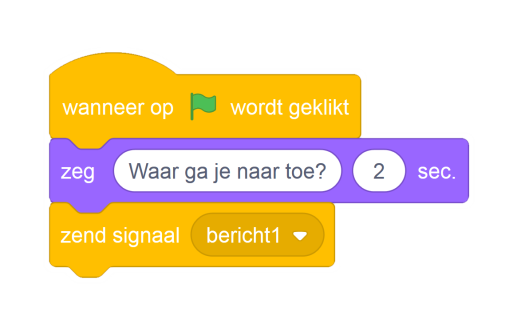 wanneer op wordt geklikt
zeg Waar ga je naar toe? 2 sec.
zend signaal bericht1